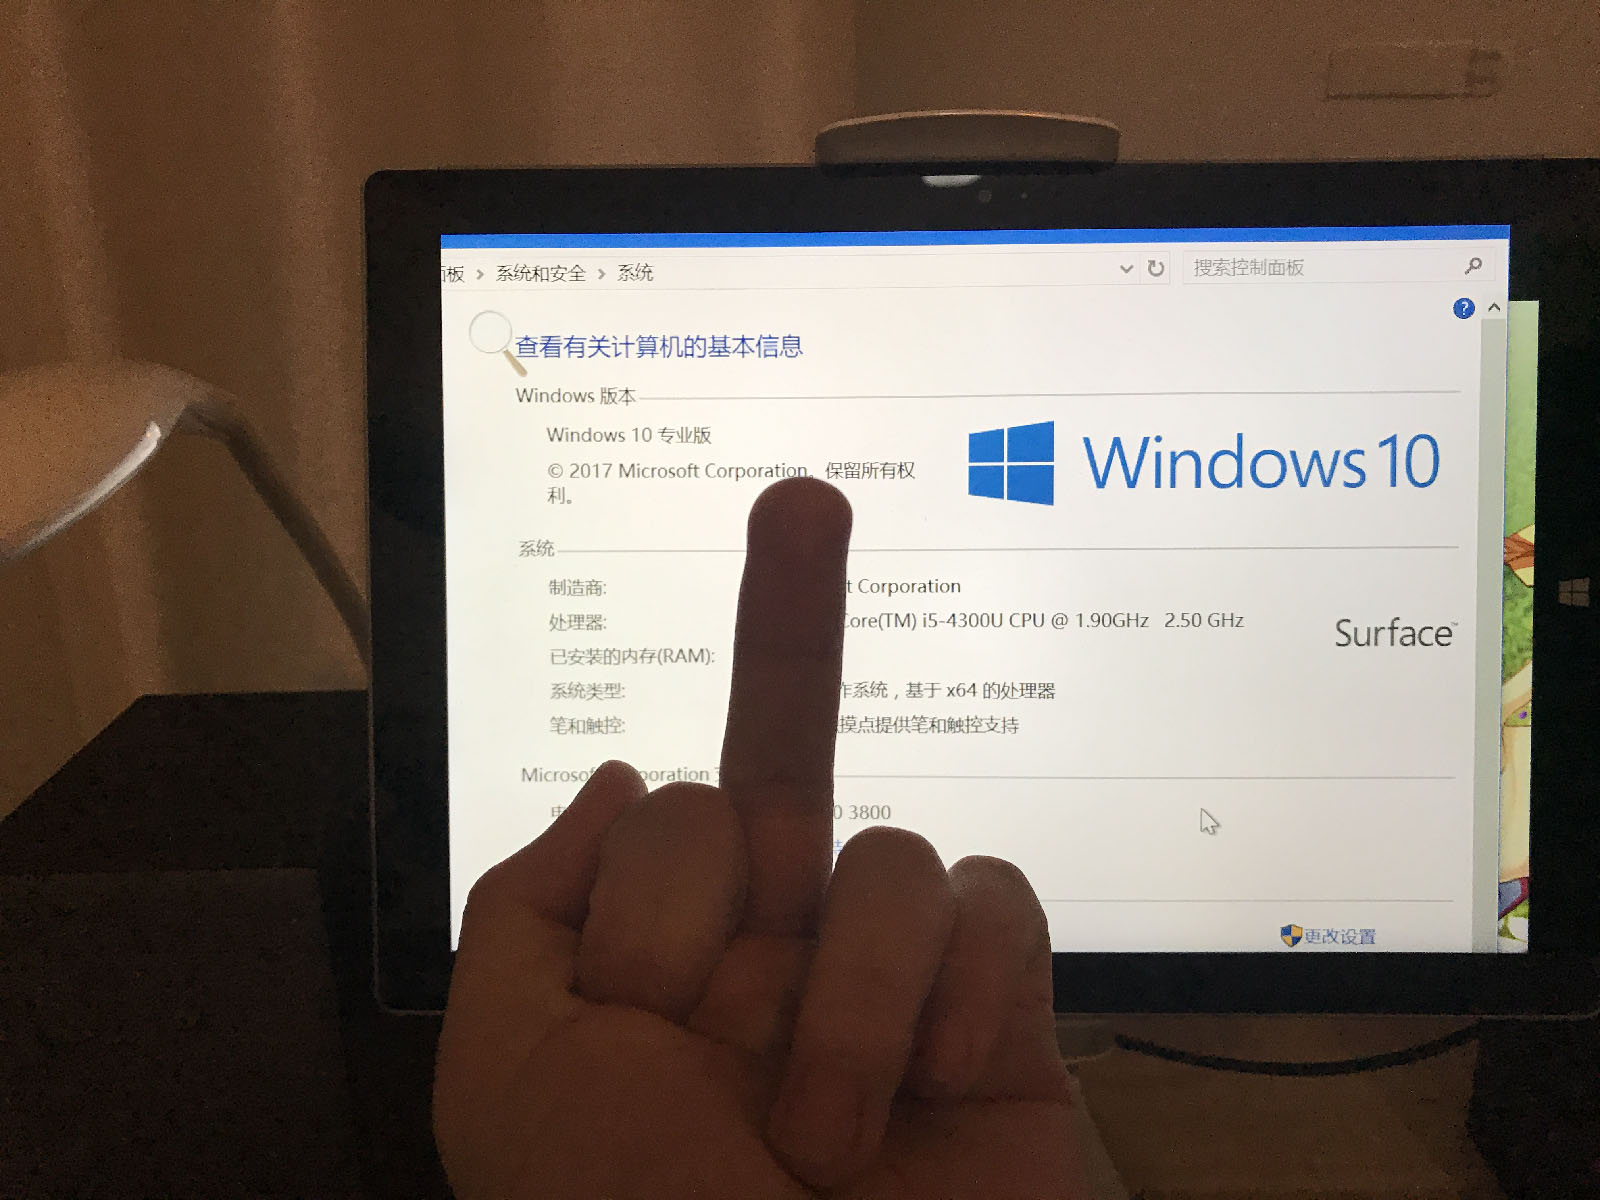 面板 > 系统和安全 > 系统
搜索控制面板
?
查看有关计算机的基本信息
Windows 版本
Windows 10 专业版
© 2017 Microsoft Corporation。保留所有权
利。
Windows 10
系统
制造商: t Corporation
处理器: Core(TM) i5-4300U CPU @ 1.90GHz 2.50 GHz
已安装的内存(RAM):
系统类型: 作系统，基于 x64 的处理器
笔和触控: 摸点提供笔和触控支持
Surface™
Microsof poration
0 3800
更改设置